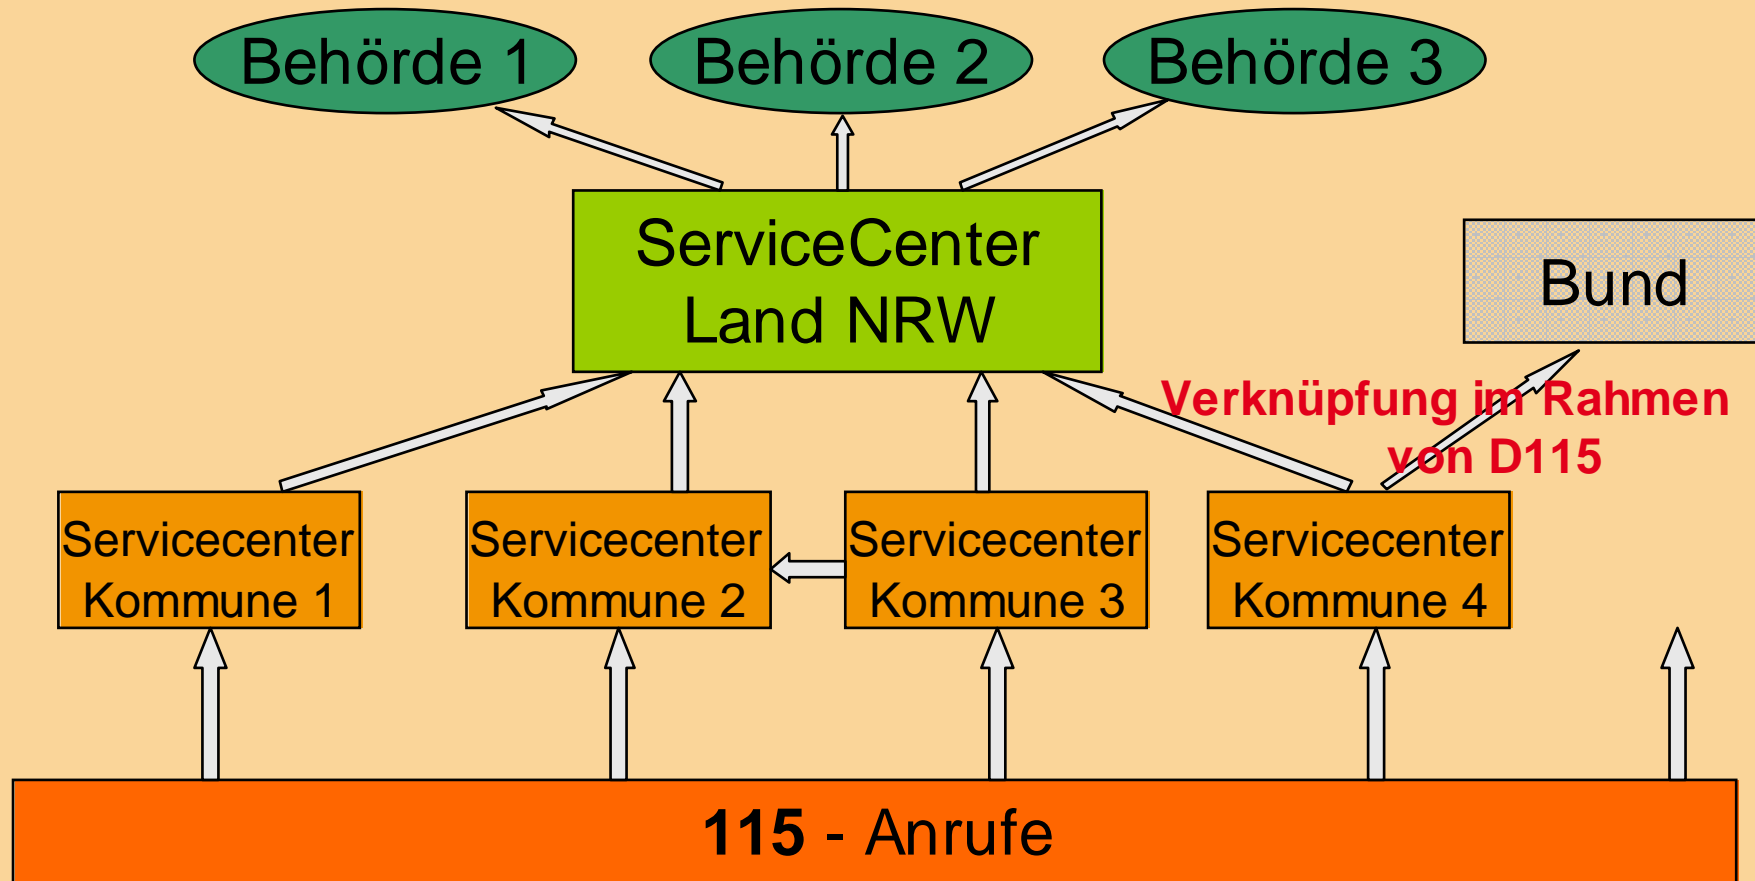 Behörde 1
Behörde 2
Behörde 3
ServiceCenter
Land NRW
Bund
Verknüpfung im Rahmen
von D115
Servicecenter
Kommune 1
Servicecenter
Kommune 2
Servicecenter
Kommune 3
Servicecenter
Kommune 4
115 - Anrufe